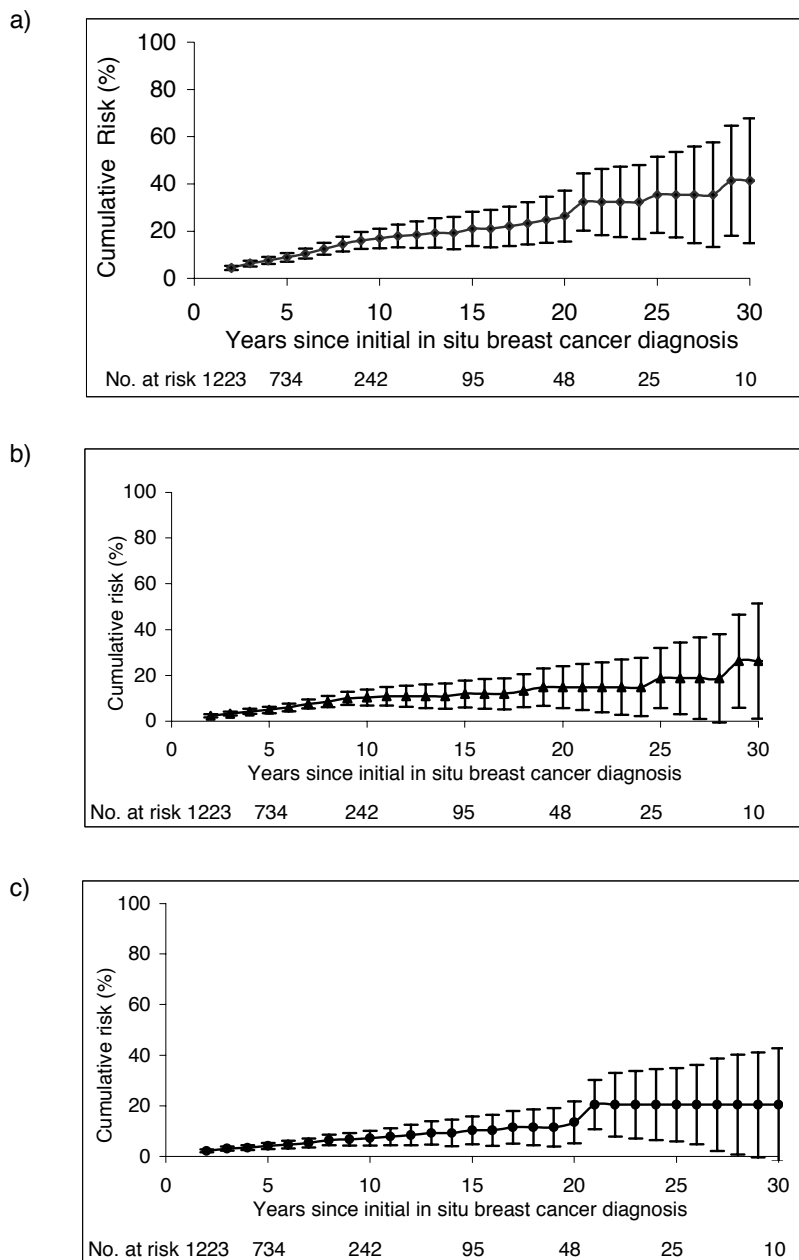 a)
100
80
60
40
20
0
Cumulative Risk (%)
0 5 10 15 20 25 30
Years since initial in situ breast cancer diagnosis
No. at risk 1223 734 242 95 48 25 10
b)
100
80
60
40
20
0
Cumulative risk (%)
0 5 10 15 20 25 30
Years since initial in situ breast cancer diagnosis
No. at risk 1223 734 242 95 48 25 10
c)
100
80
60
40
20
0
Cumulative risk (%)
0 5 10 15 20 25 30
Years since initial in situ breast cancer diagnosis
No. at risk 1223 734 242 95 48 25 10